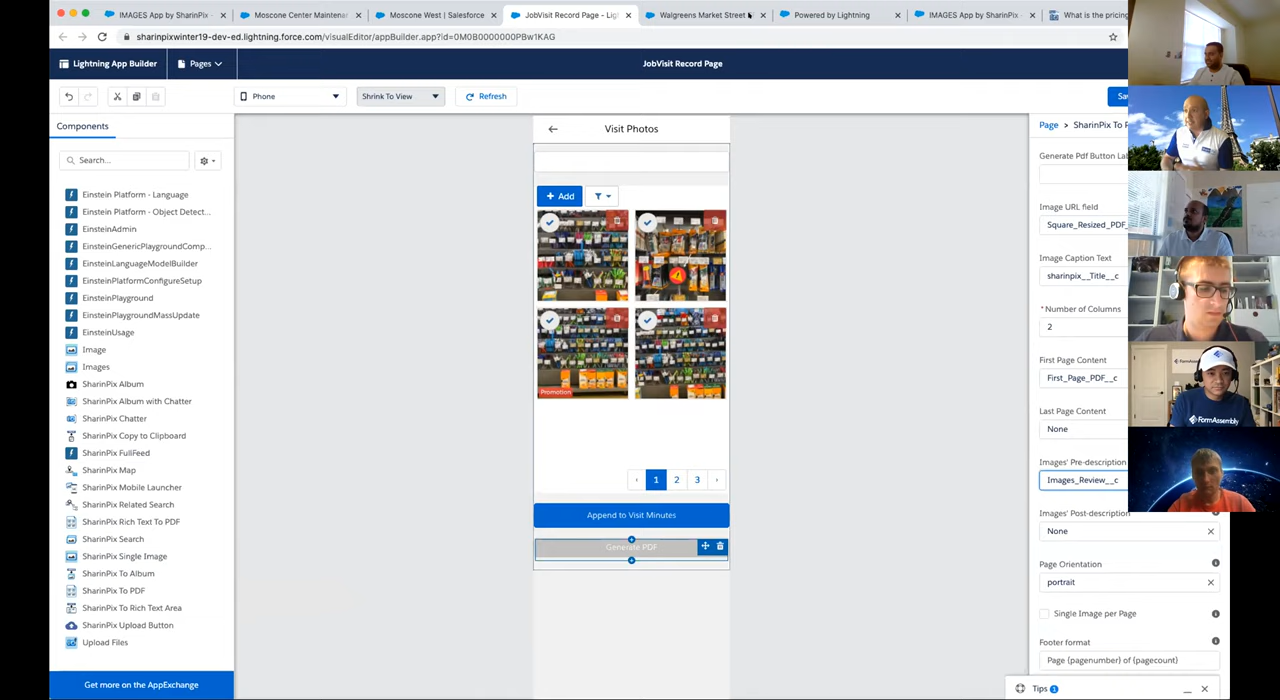 IMAGES App by SharinPix - 
Moscone Center Maintena
Moscone West | Salesforce
JobVisit Record Page - Lig
Walgreens Market Street
Powered by Lightning
IMAGES App by SharinPix - 
What is the pricing
sharinpixwinter19-dev-ed.lightning.force.com/visualEditor/appBuilder.app?id=0M0B0000000PBw1KAG
Lightning App Builder
Pages
JobVisit Record Page
Phone
Shrink To View
Refresh
Components
Search...
Einstein Platform - Language
Einstein Platform - Object Detect...
EinsteinAdmin
EinsteinGenericPlaygroundComp...
EinsteinLanguageModelBuilder
EinsteinPlatformConfigureSetup
EinsteinPlayground
EinsteinPlaygroundMassUpdate
EinsteinUsage
Image
Images
SharinPix Album
SharinPix Album with Chatter
SharinPix Chatter
SharinPix Copy to Clipboard
SharinPix FullFeed
SharinPix Map
SharinPix Mobile Launcher
SharinPix Related Search
SharinPix Rich Text To PDF
SharinPix Search
SharinPix Single Image
SharinPix To Album
SharinPix To PDF
SharinPix To Rich Text Area
SharinPix Upload Button
Upload Files
Get more on the AppExchange
Visit Photos
+ Add
Promotion
‹ 1 2 3 ›
Append to Visit Minutes
Generate PDF
Page > SharinPix To P
Generate Pdf Button Lab
Image URL field
Square_Resized_PDF_
Image Caption Text
sharinpix__Title__c
*Number of Columns
2
First Page Content
First_Page_PDF__c
Last Page Content
None
Images' Pre-description
Images_Review__c
Images' Post-description
None
Page Orientation
portrait
Single Image per Page
Footer format
Page {pagenumber} of {pagecount}
Tips 1
FormAssembly